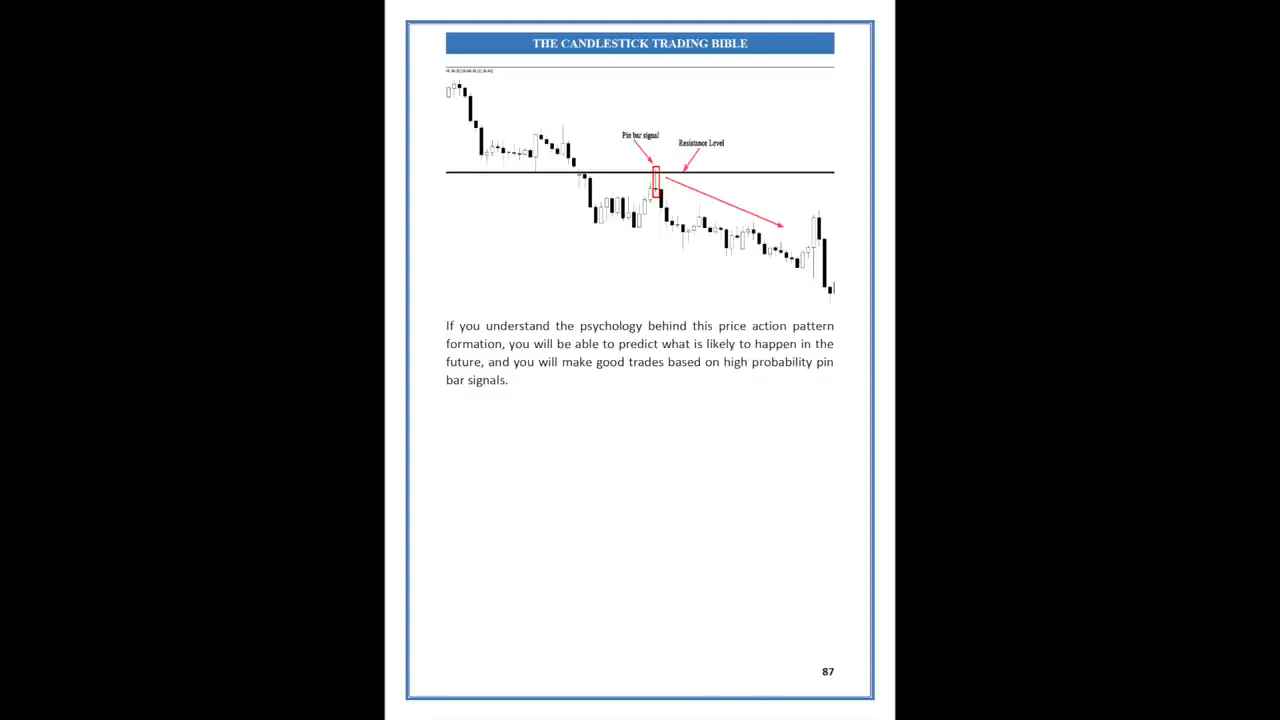 THE CANDLESTICK TRADING BIBLE
Pin bar signal
Resistance Level
If you understand the psychology behind this price action pattern
formation, you will be able to predict what is likely to happen in the
future, and you will make good trades based on high probability pin
bar signals.
87